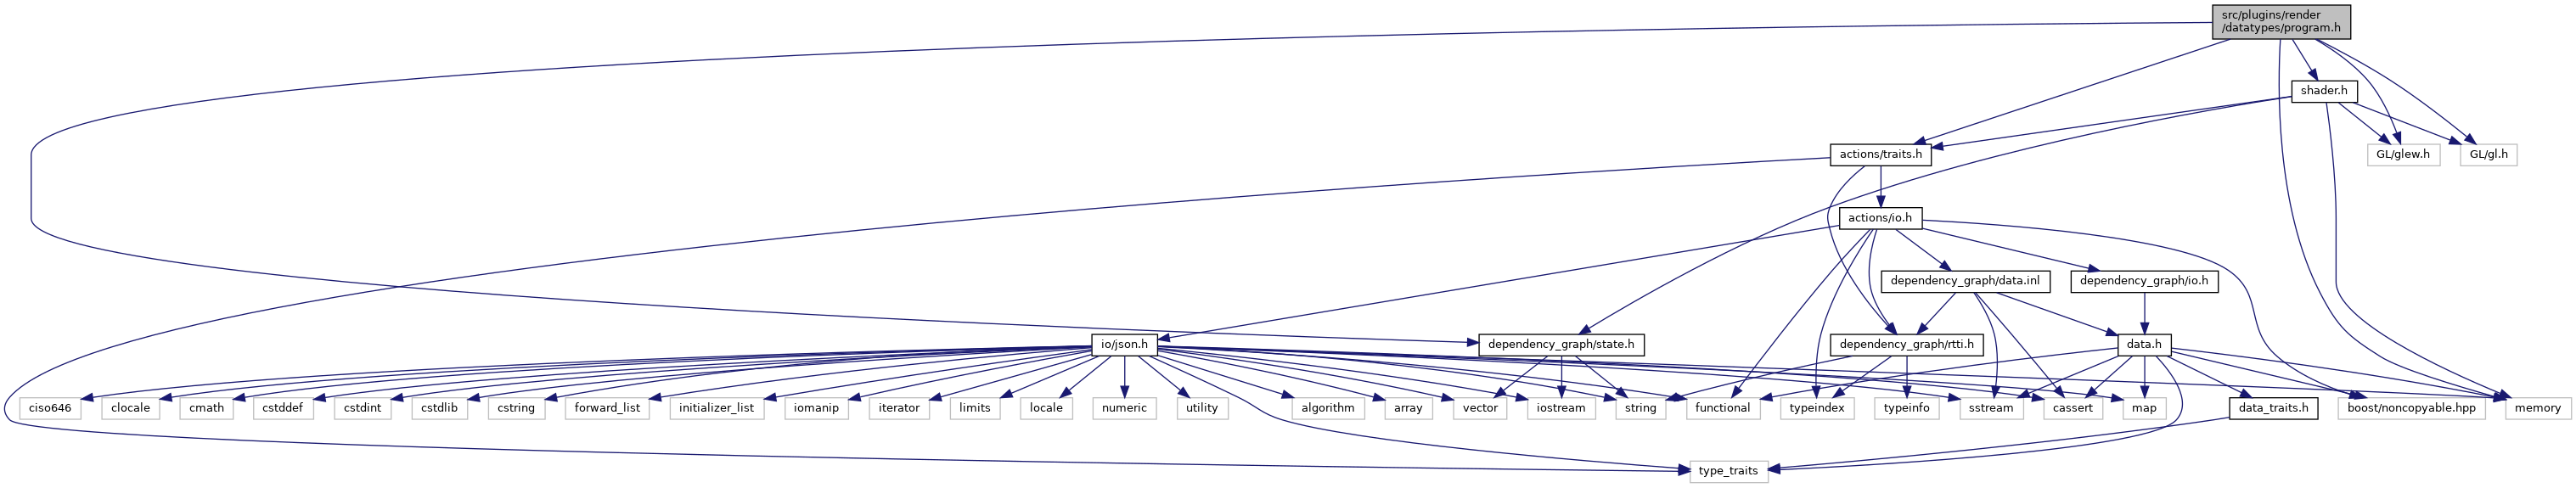 src/plugins/render
/datatypes/program.h
shader.h
actions/traits.h
GL/glew.h
GL/gl.h
actions/io.h
dependency_graph/data.inl
dependency_graph/io.h
io/json.h
dependency_graph/state.h
dependency_graph/rtti.h
data.h
ciso646
clocale
cmath
cstddef
cstdint
cstdlib
cstring
forward_list
initializer_list
iomanip
iterator
limits
locale
numeric
utility
algorithm
array
vector
iostream
string
functional
typeindex
typeinfo
sstream
cassert
map
data_traits.h
boost/noncopyable.hpp
memory
type_traits